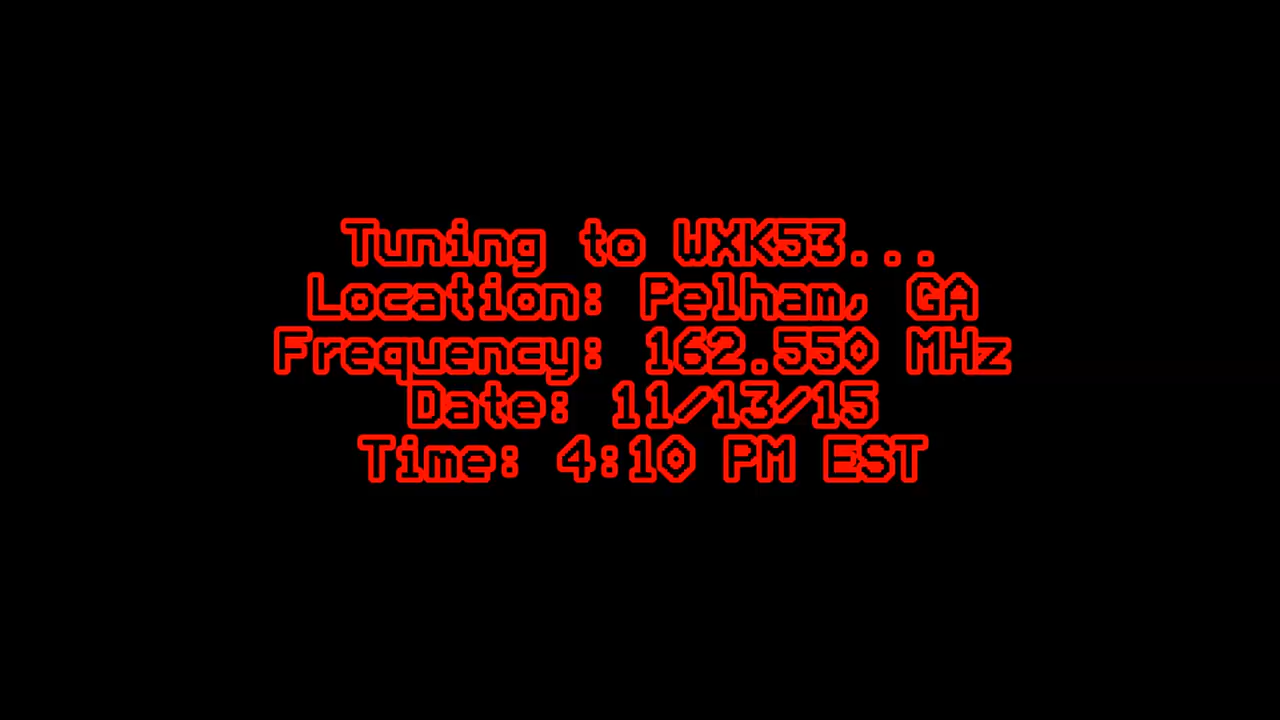 Tuning to WXK53...
Location: Pelham, GA
Frequency: 162.550 MHz
Date: 11/13/15
Time: 4:10 PM EST